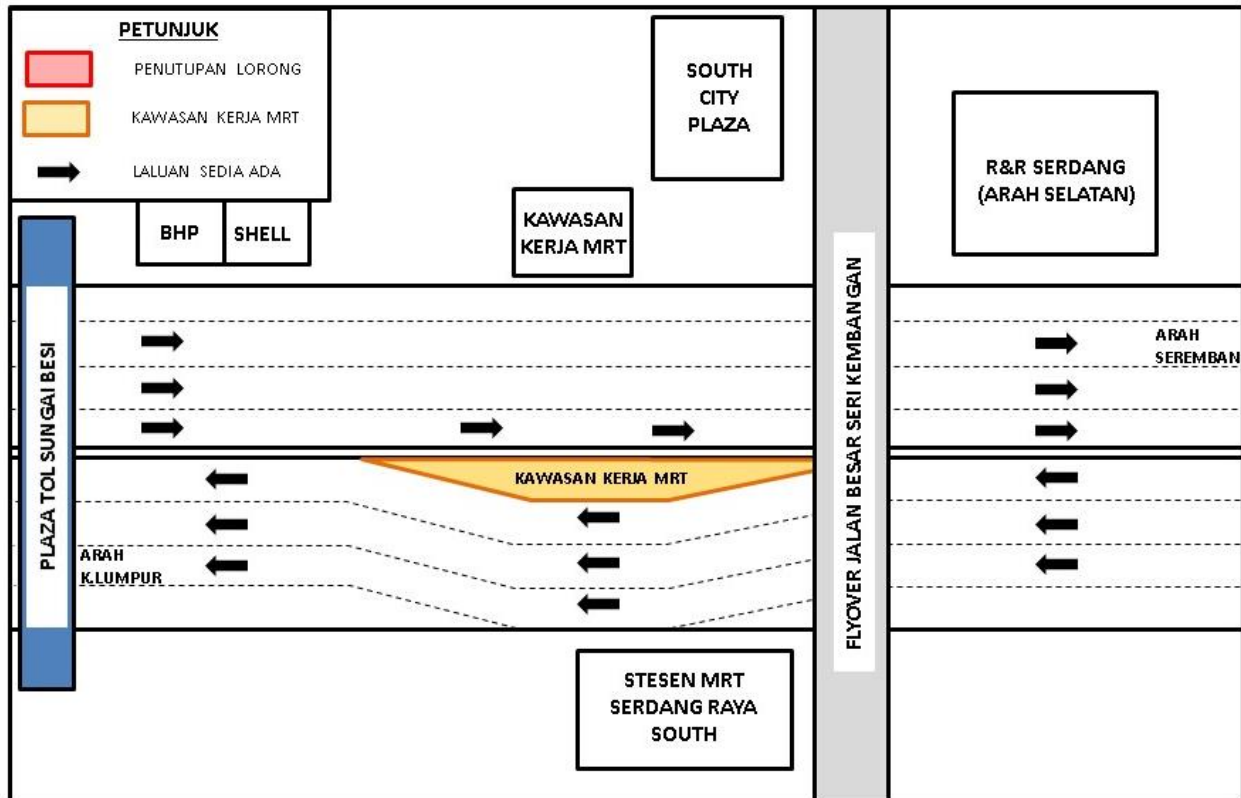 PETUNJUK
PENUTUPAN LORONG
KAWASAN KERJA MRT
LALUAN SEDIA ADA
SOUTH
CITY
PLAZA
R&R SERDANG
(ARAH SELATAN)
BHP
SHELL
KAWASAN
KERJA MRT
PLAZA TOL SUNGAI BESI
FLYOVER JALAN BESAR SERI KEMBANGAN
ARAH
SEREMBAN
KAWASAN KERJA MRT
ARAH
K.LUMPUR
STESEN MRT
SERDANG RAYA
SOUTH